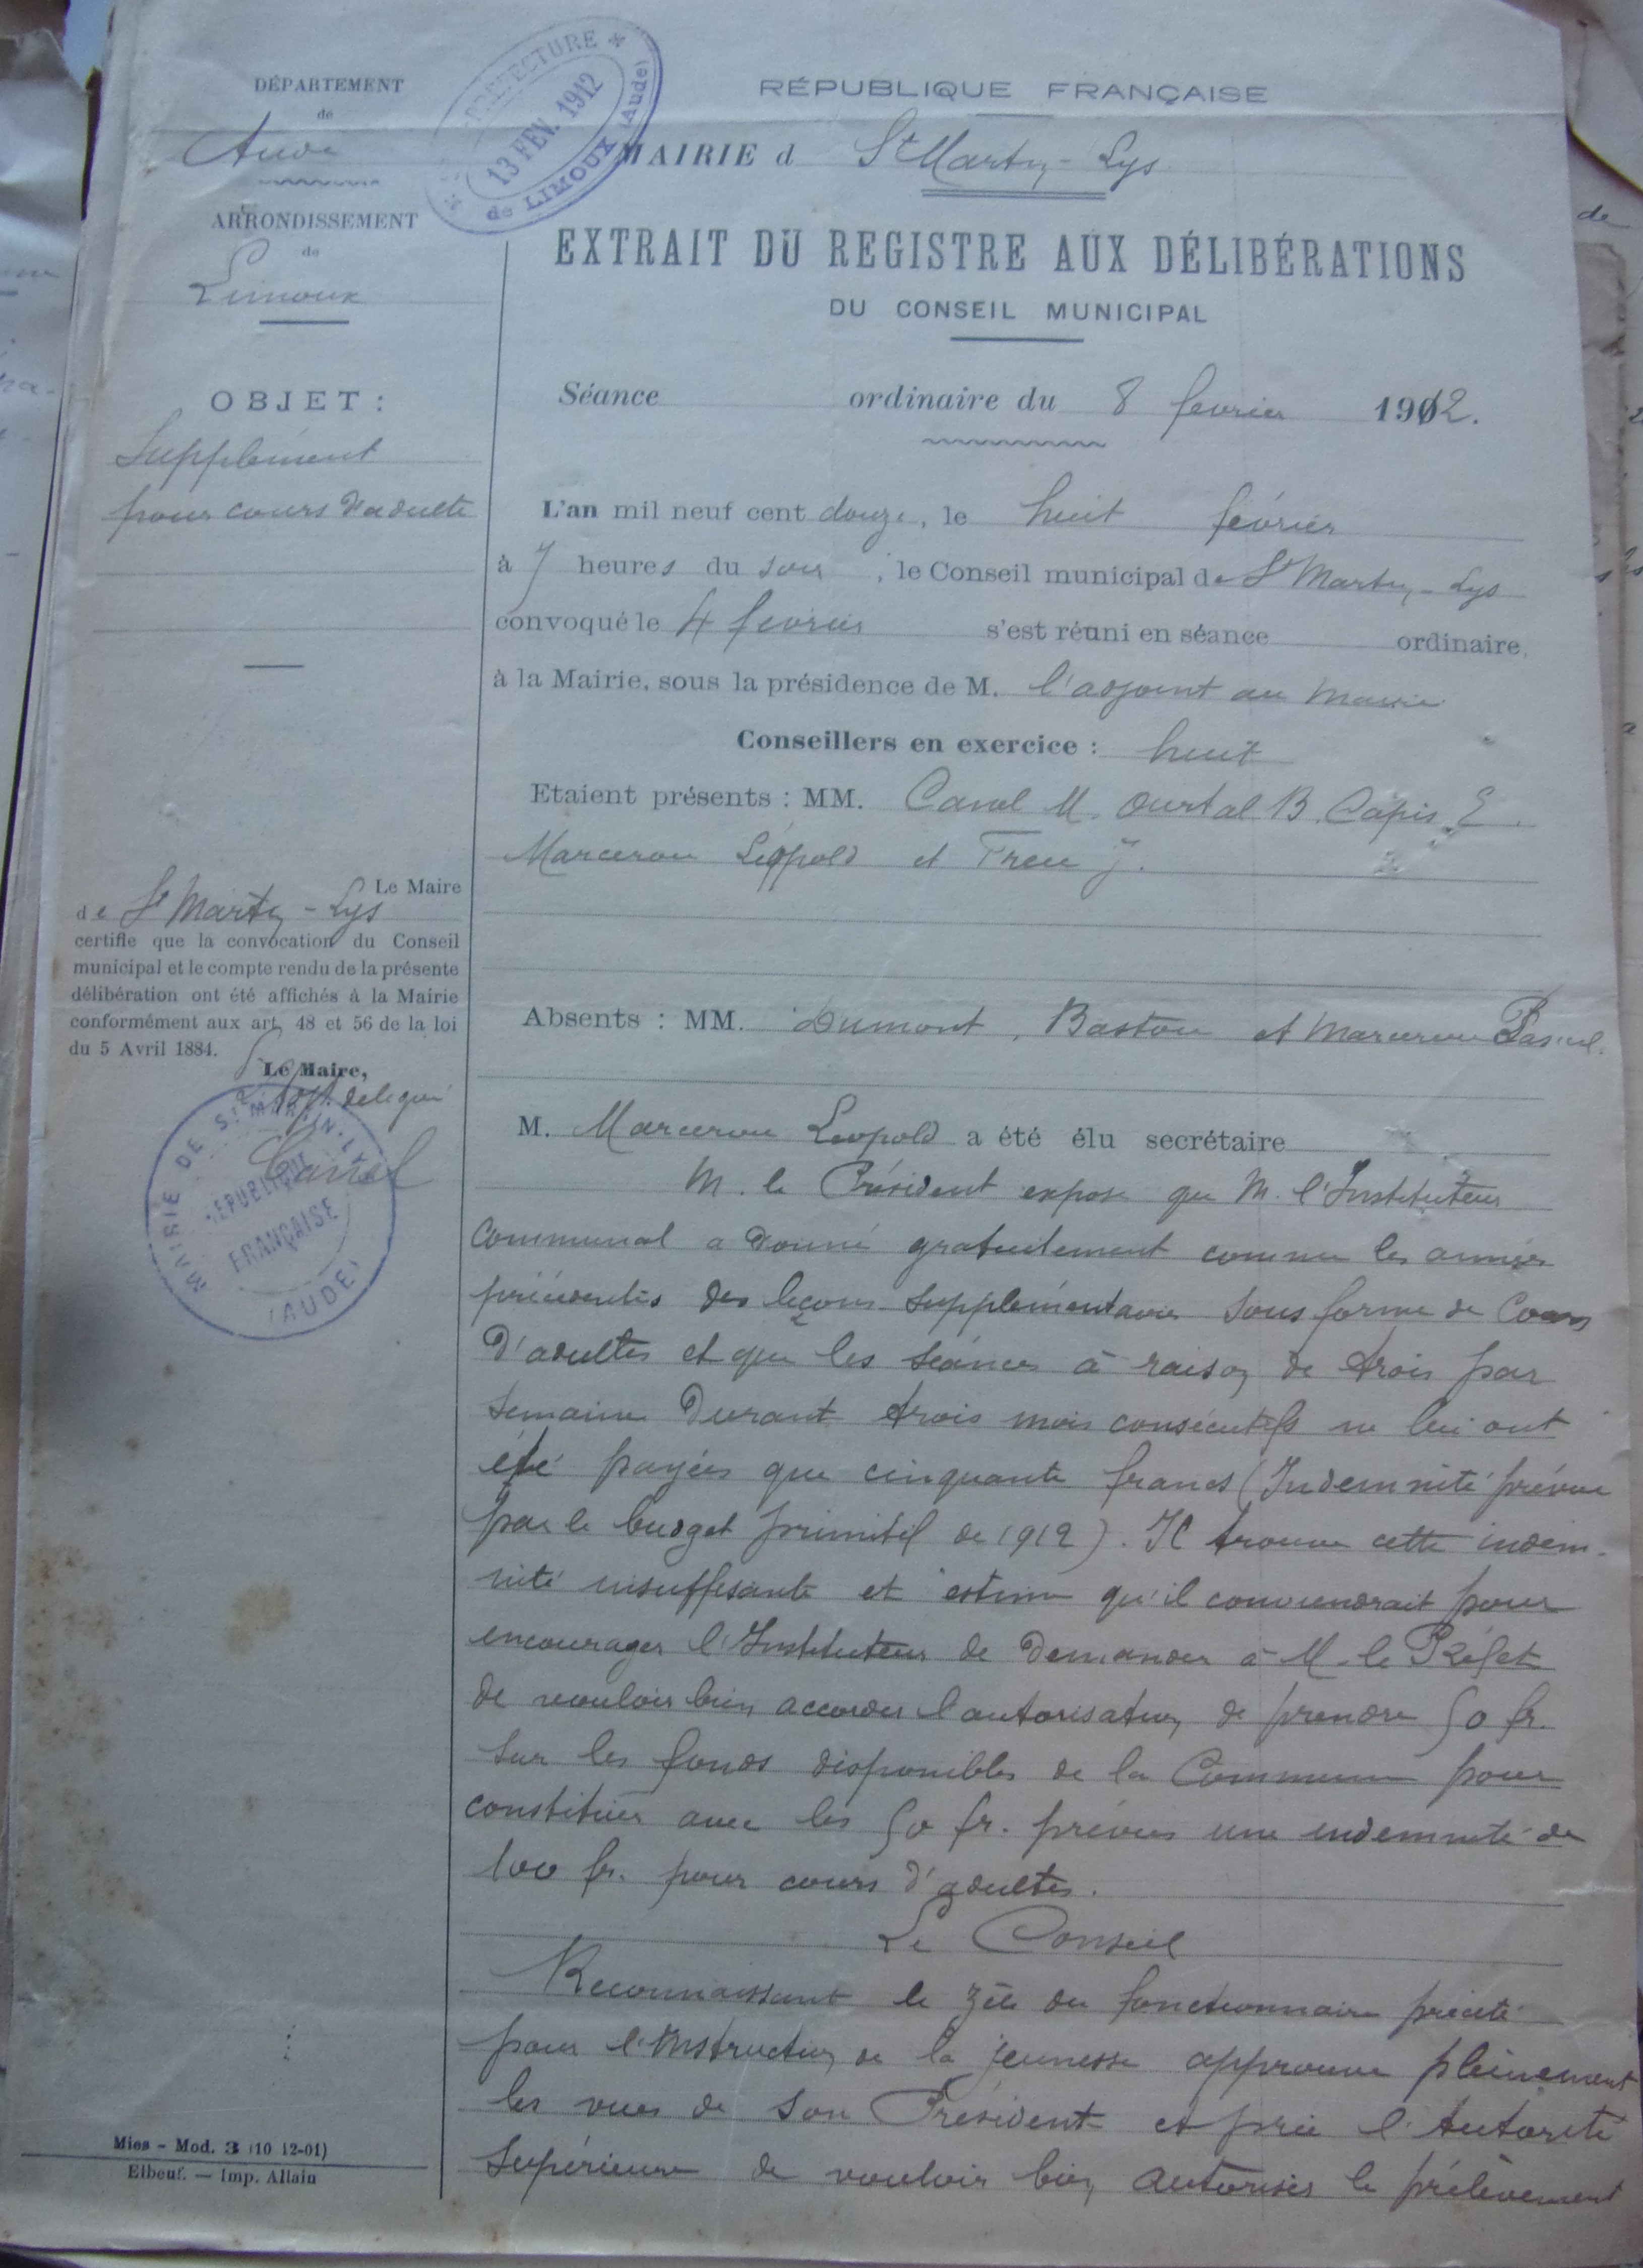 DÉPARTEMENT
de
Aude
ARRONDISSEMENT
de
Limoux
SOUS-PRÉFECTURE
13 FEV. 1912
de LIMOUX (Aude)
RÉPUBLIQUE FRANÇAISE
MAIRIE d St Martin-Lys
EXTRAIT DU REGISTRE AUX DÉLIBÉRATIONS
DU CONSEIL MUNICIPAL
OBJET :
Supplément
pour cours d'adulte
Séance ordinaire du 8 fevrier 1912.
L'an mil neuf cent douze, le huit février
à 7 heures du soir, le Conseil municipal de St Martin-Lys
convoqué le 4 février s'est réuni en séance ordinaire,
à la Mairie, sous la présidence de M. l'adjoint au Maire
Conseillers en exercice : huit
Etaient présents : MM. Canal M. Ourtal B. Capis E.
Marcerou Léopold et Treu J.
Absents : MM. Dumont, Bastou et Marcerou Pascal.
M. Marcerou Léopold a été élu secrétaire
Le Maire
de St Martin-Lys
certifie que la convocation du Conseil
municipal et le compte rendu de la présente
délibération ont été affichés à la Mairie
conformément aux art. 48 et 56 de la loi
du 5 Avril 1884.
Le Maire,
délégué
Canal
MAIRIE DE ST MARTIN-LYS
RÉPUBLIQUE
FRANÇAISE
(AUDE)
M. le Président expose que M. l'Instituteur
Communal a donné gratuitement comme les années
précédentes des leçons supplémentaires sous forme de Cours
d'adultes et que les séances à raison de trois par
semaine durant trois mois consécutifs ne lui ont
été payées que cinquante francs (Indemnité prévue
par le budget primitif de 1912). Il trouve cette indem-
nité insuffisante et estime qu'il conviendrait pour
encourager l'Instituteur de demander à M. le Préfet
de vouloir bien accorder l'autorisation de prendre 50 fr.
sur les fonds disponibles de la Commune pour
constituer avec les 50 fr. prévus une indemnité de
100 fr. pour cours d'adultes.
Le Conseil
Reconnaissant le zèle du fonctionnaire précité
pour l'instruction de la jeunesse approuve pleinement
les vues de son Président et prie l'Autorité
Supérieure de vouloir bien autoriser le prélèvement
Mies - Mod. 3 (10-12-01)
Elbeuf. — Imp. Allain